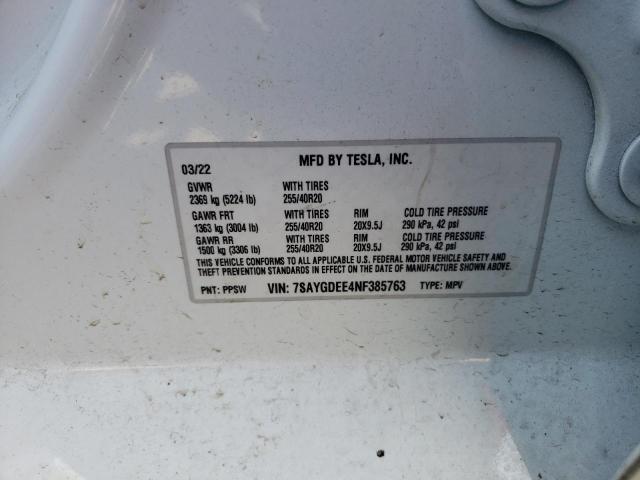 03/22 MFD BY TESLA, INC.
GVWR WITH TIRES
2369 kg (5224 lb) 255/40R20
GAWR FRT WITH TIRES RIM COLD TIRE PRESSURE
1363 kg (3004 lb) 255/40R20 20X9.5J 290 kPa, 42 psi
GAWR RR WITH TIRES RIM COLD TIRE PRESSURE
1500 kg (3306 lb) 255/40R20 20X9.5J 290 kPa, 42 psi
THIS VEHICLE CONFORMS TO ALL APPLICABLE U.S. FEDERAL MOTOR VEHICLE SAFETY AND
THEFT PREVENTION STANDARDS IN EFFECT ON THE DATE OF MANUFACTURE SHOWN ABOVE.
PNT: PPSW VIN: 7SAYGDEE4NF385763 TYPE: MPV